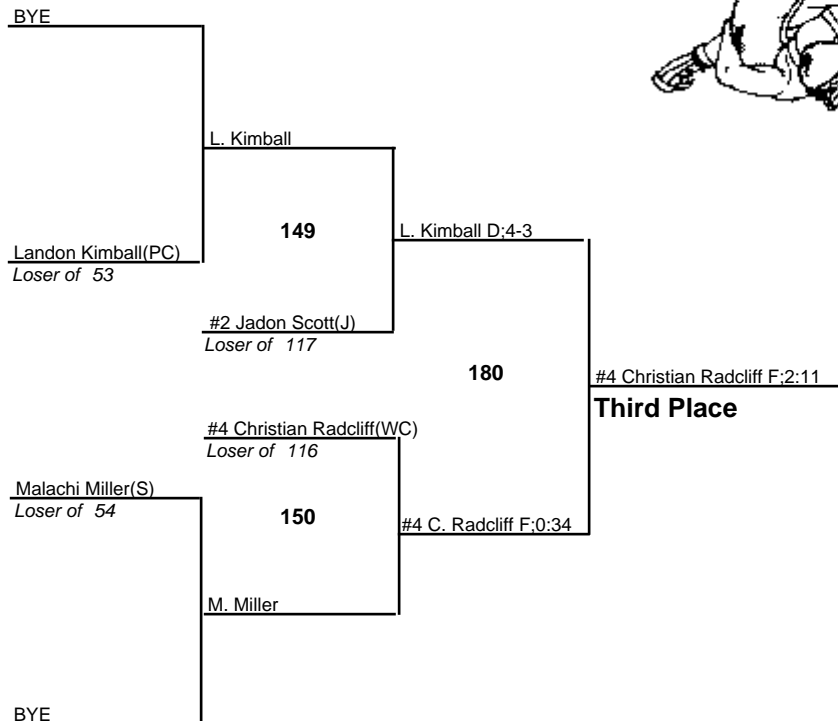 BYE
L. Kimball
149
L. Kimball D;4-3
Landon Kimball(PC)
Loser of 53
#2 Jadon Scott(J)
Loser of 117
180
#4 Christian Radcliff F;2:11
Third Place
#4 Christian Radcliff(WC)
Loser of 116
Malachi Miller(S)
Loser of 54
150
#4 C. Radcliff F;0:34
M. Miller
BYE